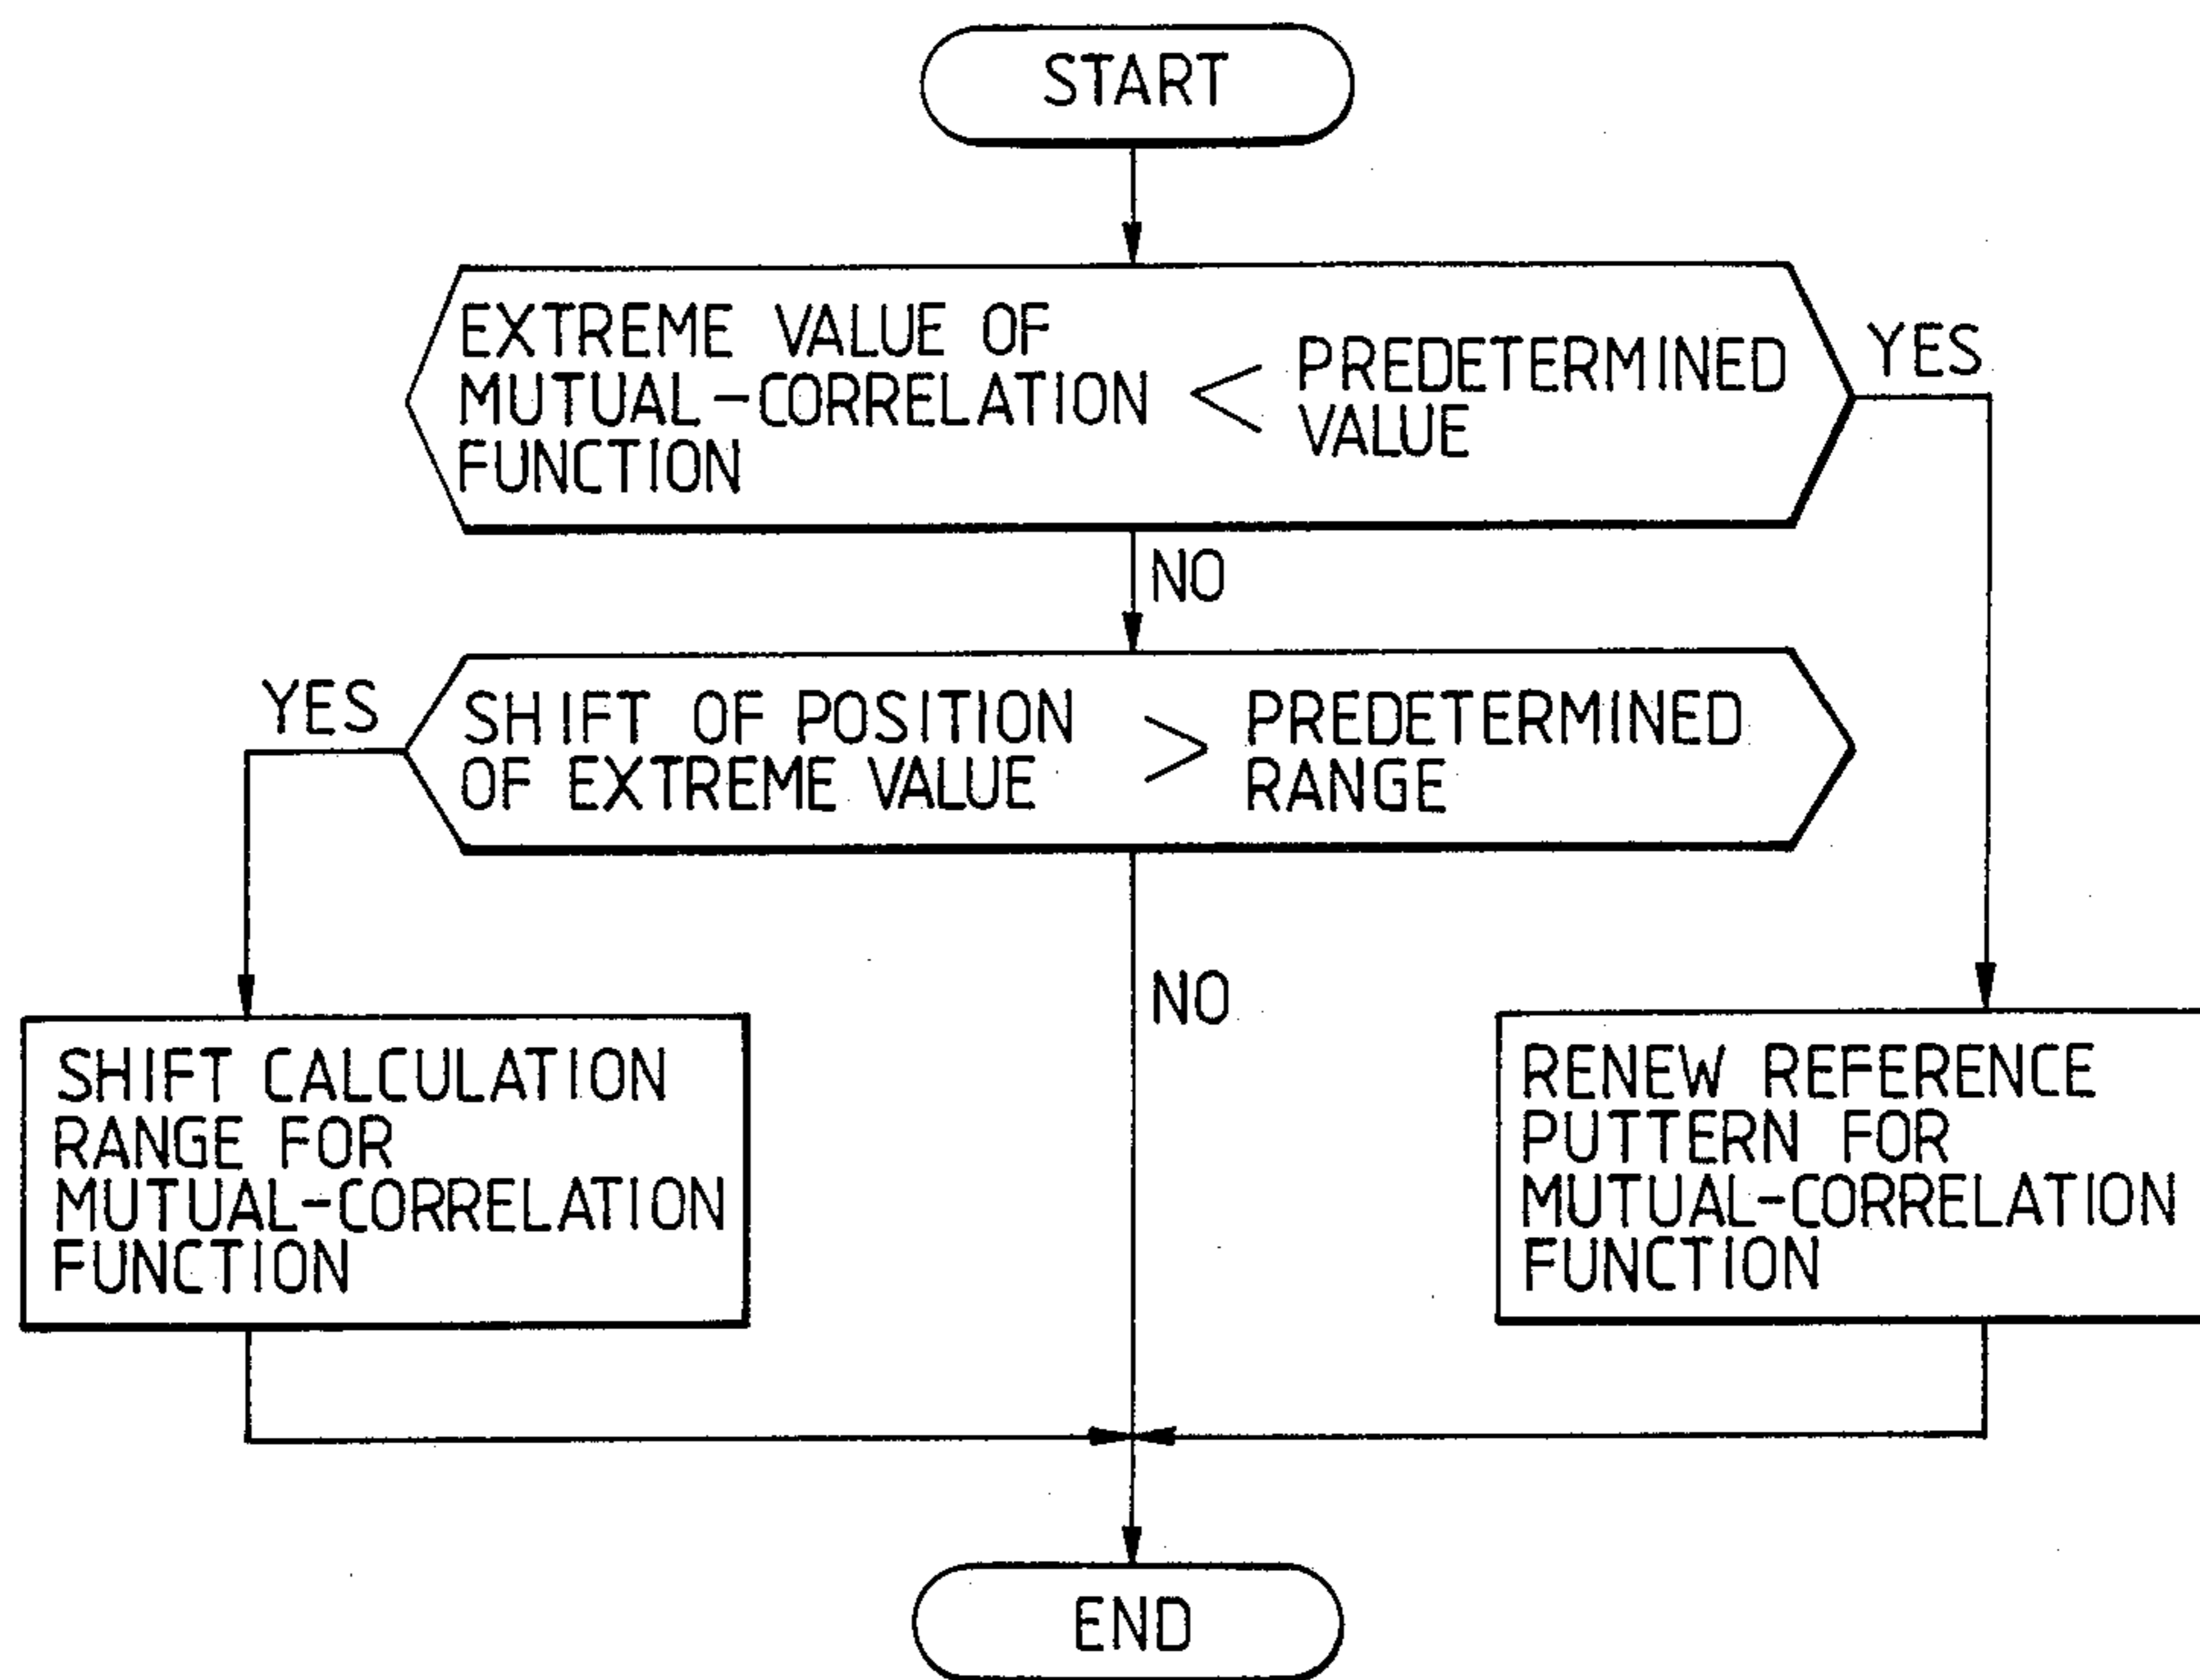 START
EXTREME VALUE OF
MUTUAL-CORRELATION
FUNCTION
<
PREDETERMINED
VALUE
YES
NO
YES
SHIFT OF POSITION
OF EXTREME VALUE
>
PREDETERMINED
RANGE
NO
SHIFT CALCULATION
RANGE FOR
MUTUAL-CORRELATION
FUNCTION
RENEW REFERENCE
PUTTERN FOR
MUTUAL-CORRELATION
FUNCTION
END